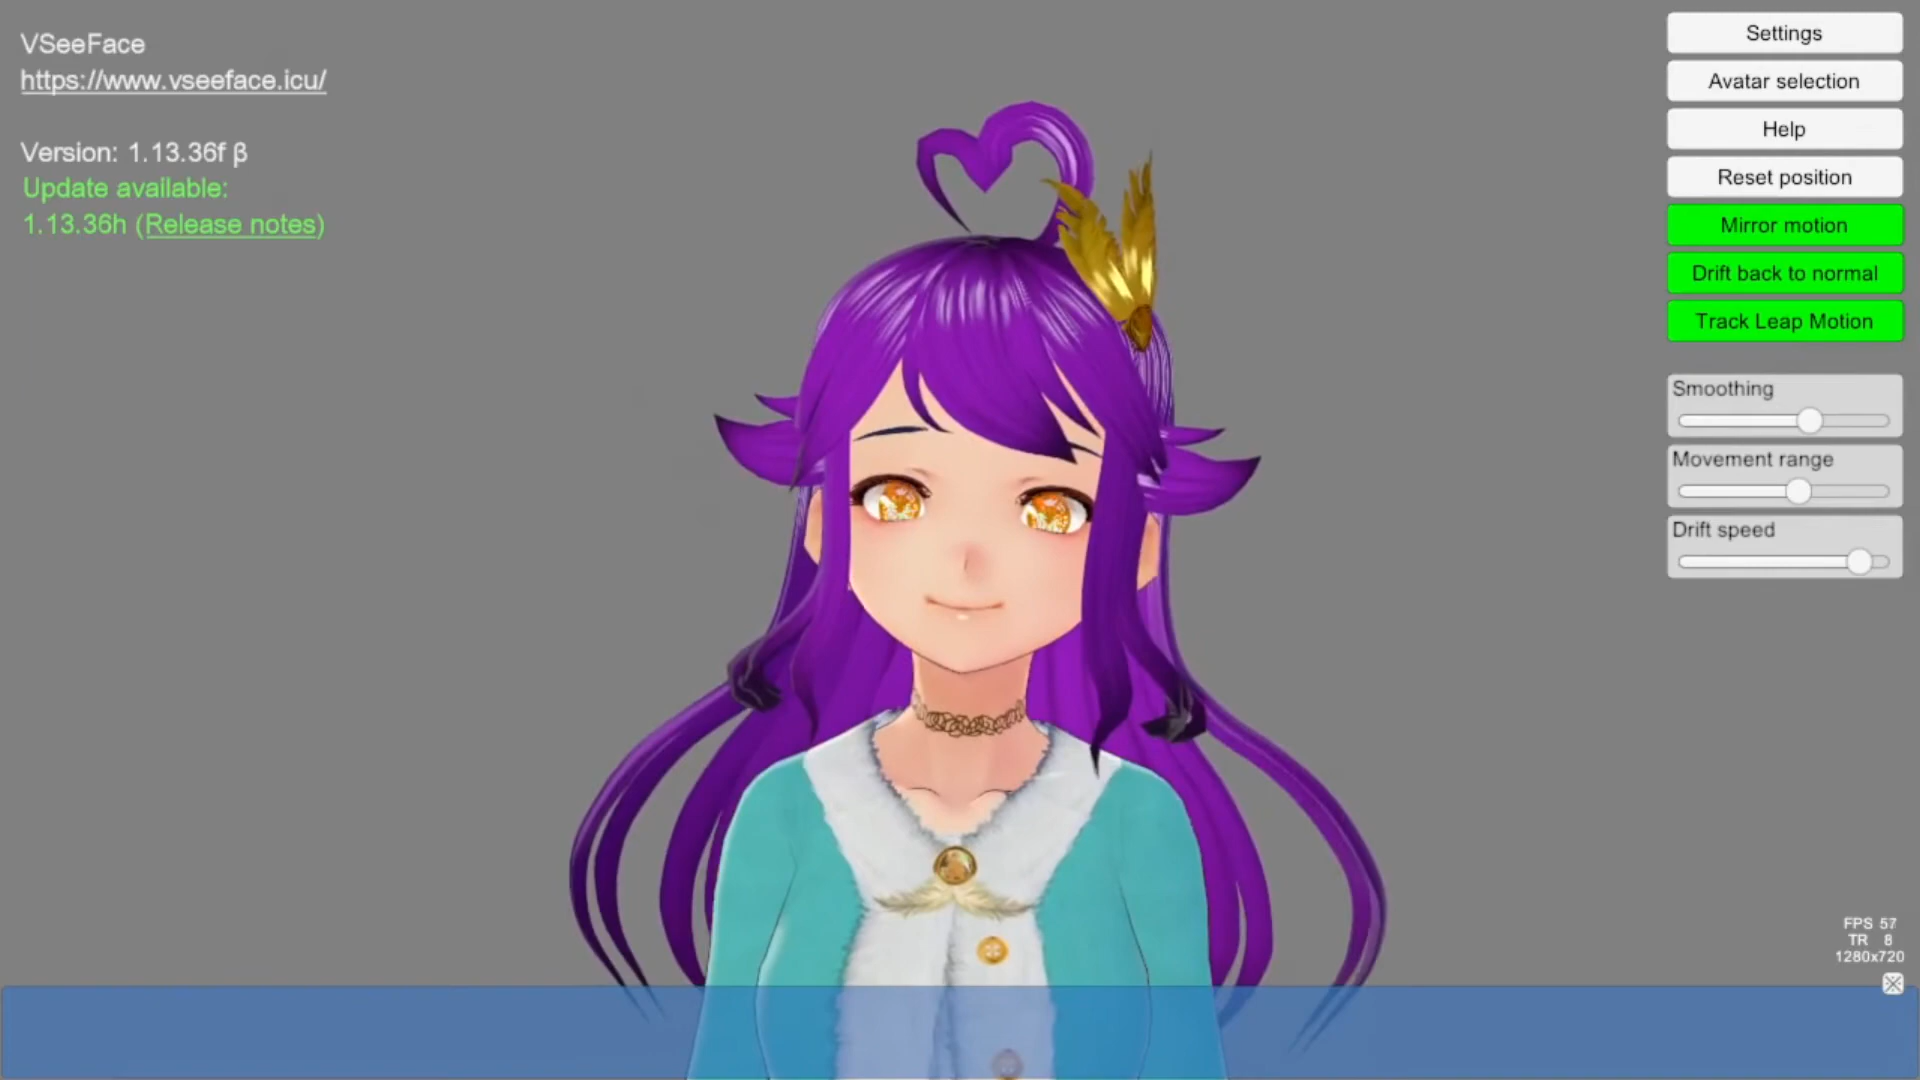 VSeeFace
https://www.vseeface.icu/
Version: 1.13.36f β
Update available:
1.13.36h (Release notes)
Settings
Avatar selection
Help
Reset position
Mirror motion
Drift back to normal
Track Leap Motion
Smoothing
Movement range
Drift speed
FPS 57
TR 8
1280x720